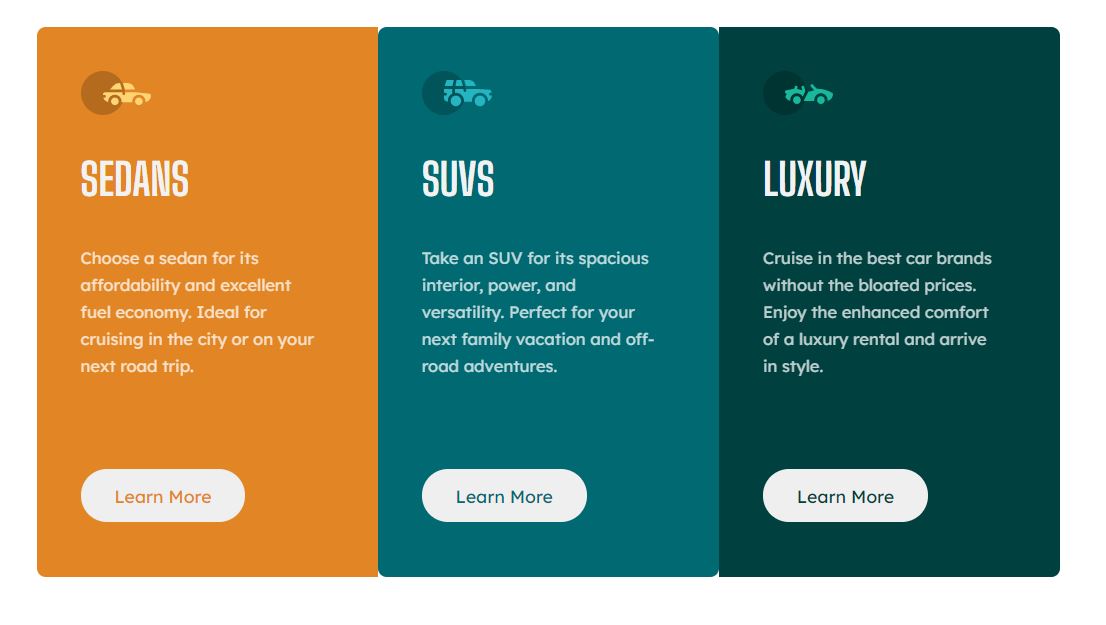 SEDANS
Choose a sedan for its
affordability and excellent
fuel economy. Ideal for
cruising in the city or on your
next road trip.
Learn More
SUVS
Take an SUV for its spacious
interior, power, and
versatility. Perfect for your
next family vacation and off-
road adventures.
Learn More
LUXURY
Cruise in the best car brands
without the bloated prices.
Enjoy the enhanced comfort
of a luxury rental and arrive
in style.
Learn More